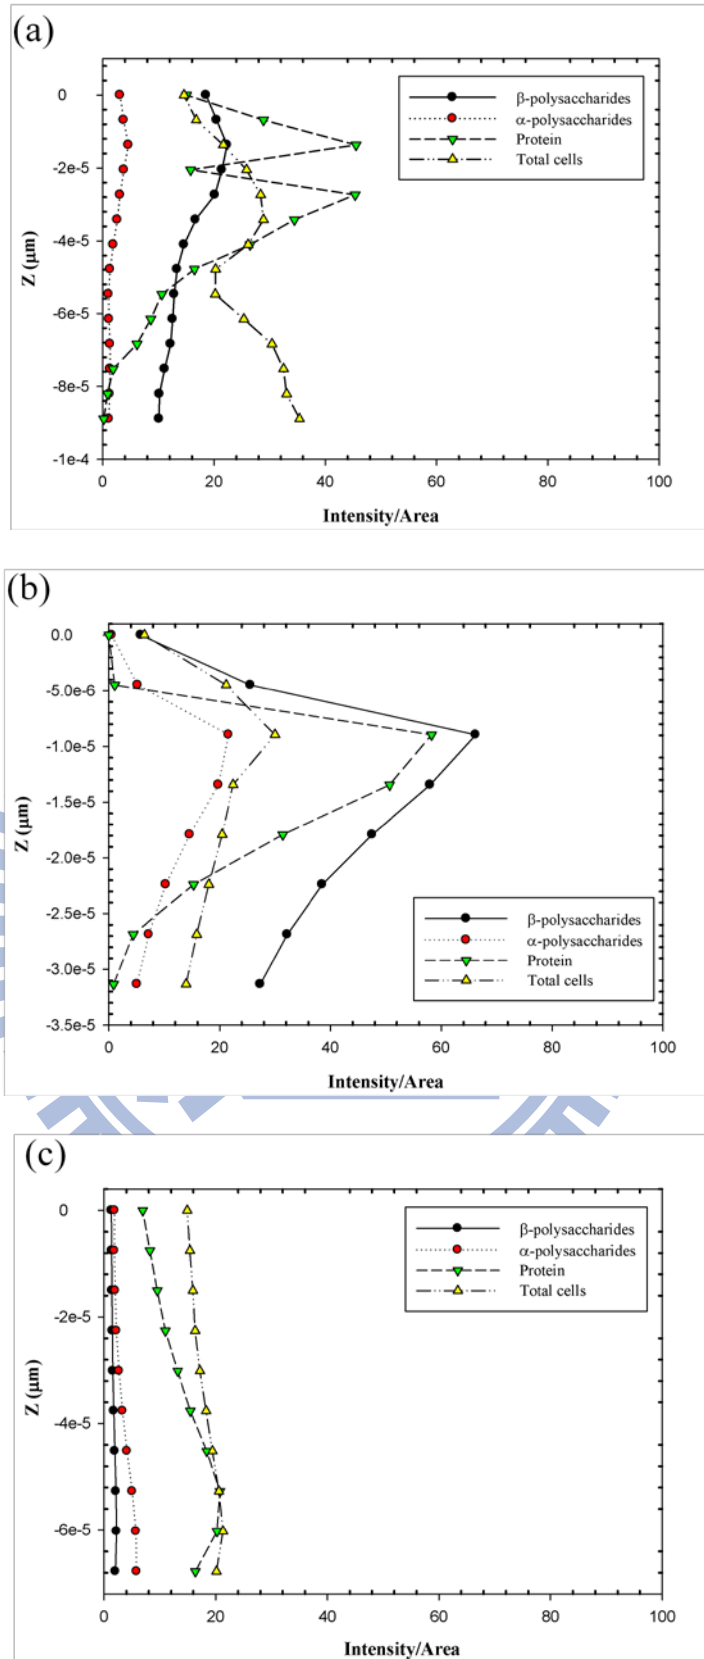 (a)
0
-2e-5
-4e-5
-6e-5
-8e-5
-1e-4
Z (μm)
β-polysaccharides
α-polysaccharides
Protein
Total cells
0 20 40 60 80 100
Intensity/Area
(b)
0.0
-5.0e-6
-1.0e-5
-1.5e-5
-2.0e-5
-2.5e-5
-3.0e-5
-3.5e-5
Z (μm)
β-polysaccharides
α-polysaccharides
Protein
Total cells
0 20 40 60 80 100
Intensity/Area
(c)
0
-2e-5
-4e-5
-6e-5
Z (μm)
β-polysaccharides
α-polysaccharides
Protein
Total cells
0 20 40 60 80 100
Intensity/Area